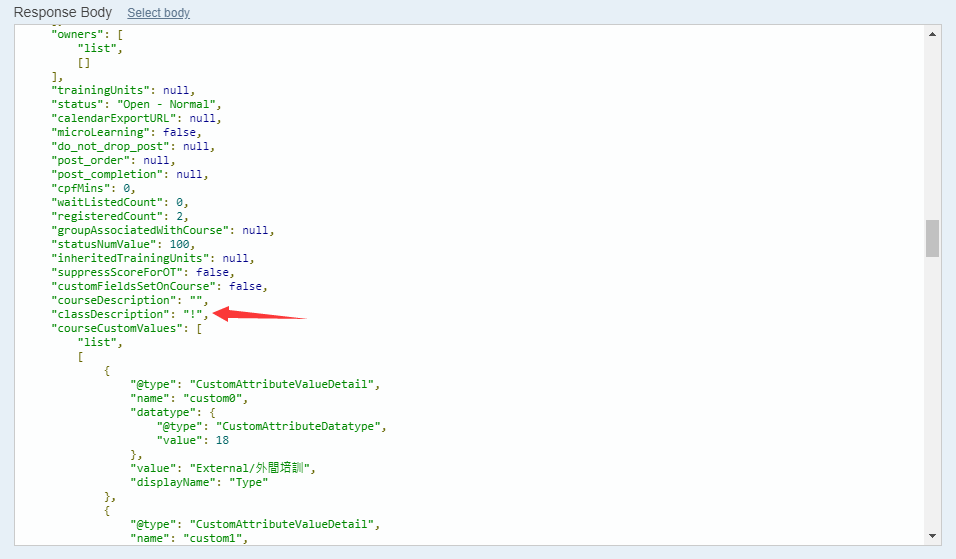 Response Body Select body
"owners": [
"list",
[]
],
"trainingUnits": null,
"status": "Open - Normal",
"calendarExportURL": null,
"microLearning": false,
"do_not_drop_post": null,
"post_order": null,
"post_completion": null,
"cpfMins": 0,
"waitListedCount": 0,
"registeredCount": 2,
"groupAssociatedWithCourse": null,
"statusNumValue": 100,
"inheritedTrainingUnits": null,
"suppressScoreForOT": false,
"customFieldsSetOnCourse": false,
"courseDescription": "",
"classDescription": "!",
"courseCustomValues": [
"list",
[
{
"@type": "CustomAttributeValueDetail",
"name": "custom0",
"datatype": {
"@type": "CustomAttributeDatatype",
"value": 18
},
"value": "External/外間培訓",
"displayName": "Type"
},
{
"@type": "CustomAttributeValueDetail",
"name": "custom1",